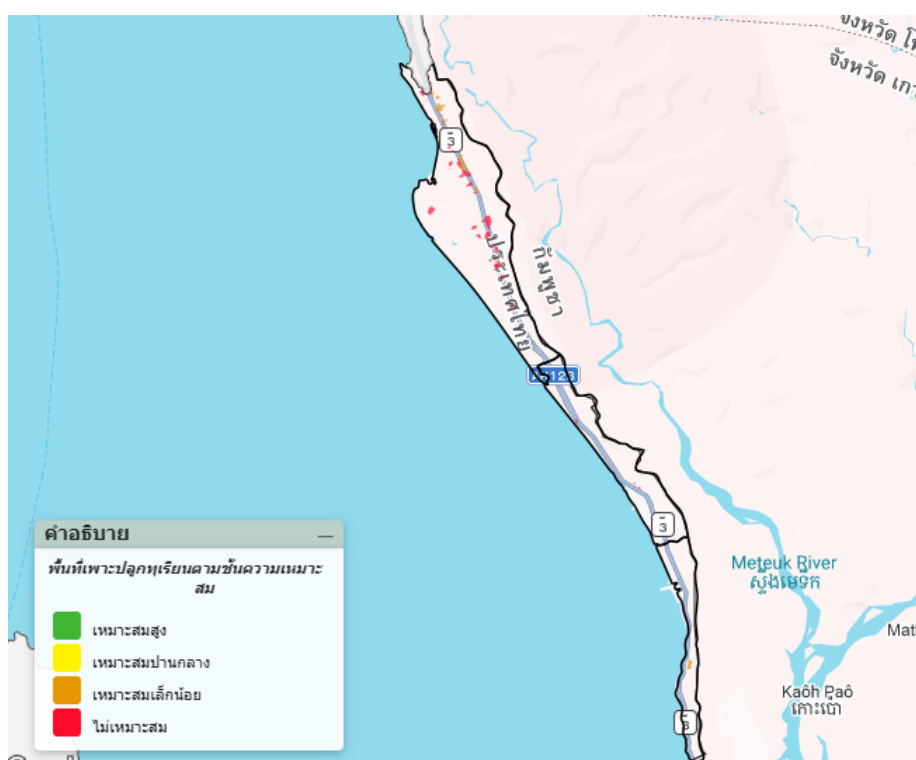 จังหวัด
จังหวัด
3
ประเทศไทย
กัมพูชา
3
คำอธิบาย
พื้นที่เพาะปลูกทุเรียนตามชั้นความเหมาะ
สม
เหมาะสมสูง
เหมาะสมปานกลาง
เหมาะสมเล็กน้อย
ไม่เหมาะสม
Meteuk River
ស្ទឹងមេទឹក
Kaôh Paô
កោះប៉ោ
3